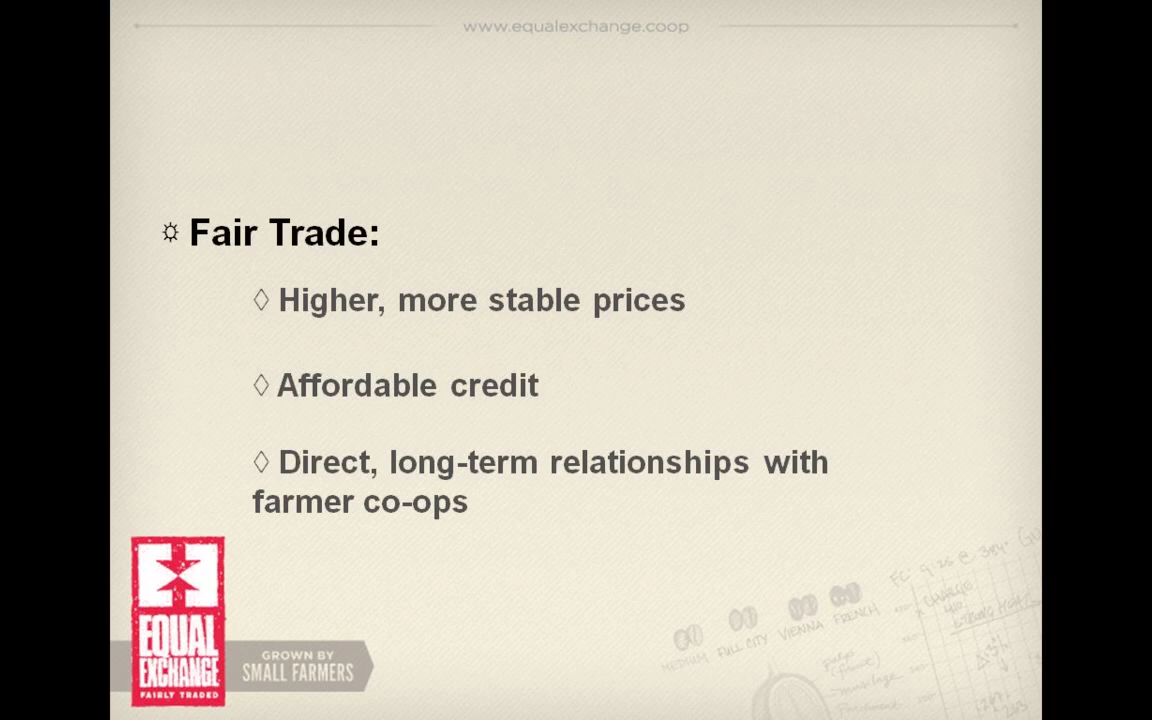 www.equalexchange.coop
☼ Fair Trade:
◊ Higher, more stable prices
◊ Affordable credit
◊ Direct, long-term relationships with
farmer co-ops
EQUAL
EXCHANGE
FAIRLY TRADED
GROWN BY
SMALL FARMERS
MEDIUM FULL CITY VIENNA FRENCH